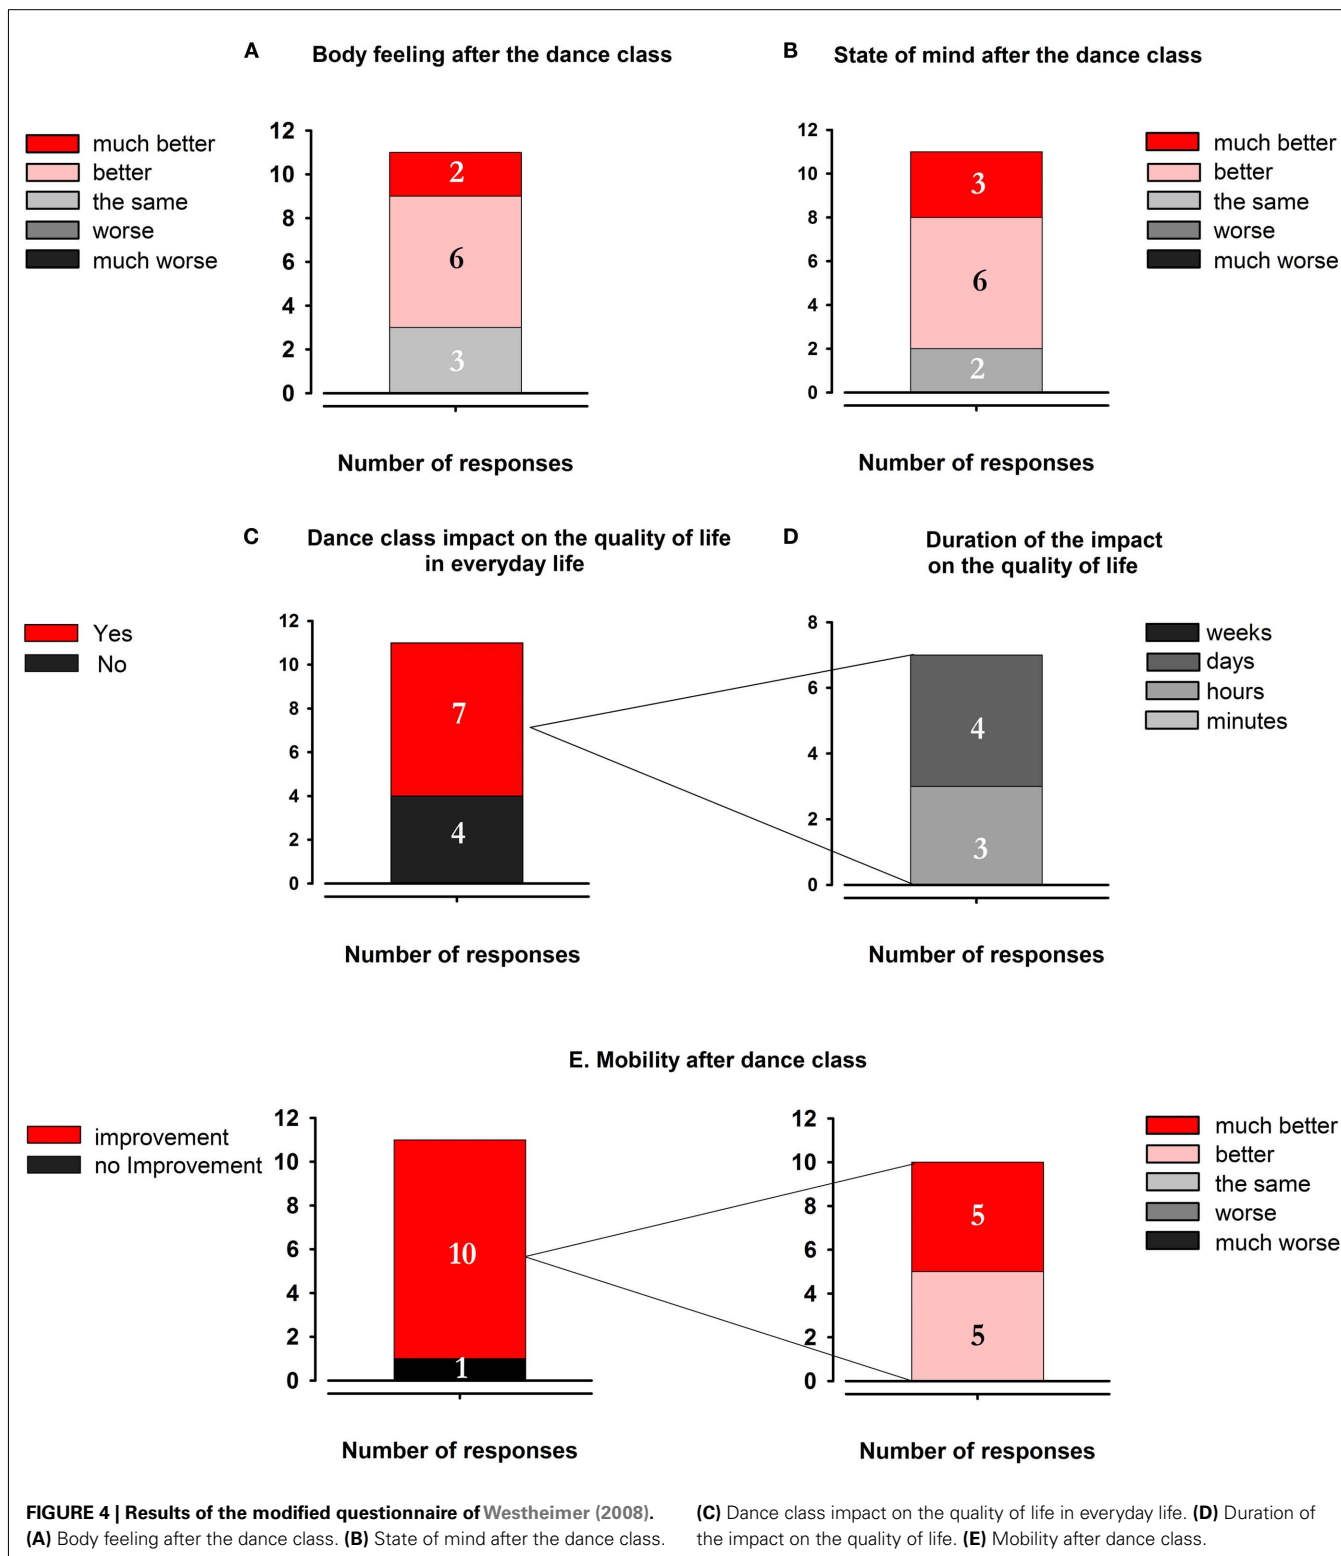 A Body feeling after the dance class
much better
better
the same
worse
much worse
12
10
8
6
4
2
0
2
6
3
Number of responses
B State of mind after the dance class
12
10
8
6
4
2
0
3
6
2
much better
better
the same
worse
much worse
Number of responses
C Dance class impact on the quality of life
in everyday life
Yes
No
12
10
8
6
4
2
0
7
4
Number of responses
D Duration of the impact
on the quality of life
8
6
4
2
0
4
3
weeks
days
hours
minutes
Number of responses
E. Mobility after dance class
improvement
no Improvement
12
10
8
6
4
2
0
10
1
Number of responses
12
10
8
6
4
2
0
5
5
much better
better
the same
worse
much worse
Number of responses
FIGURE 4 | Results of the modified questionnaire of Westheimer (2008).
(A) Body feeling after the dance class. (B) State of mind after the dance class.
(C) Dance class impact on the quality of life in everyday life. (D) Duration of
the impact on the quality of life. (E) Mobility after dance class.